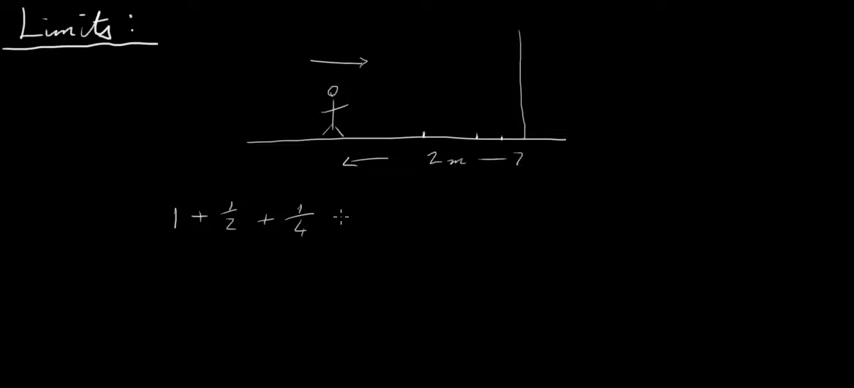 Limits:
← 2m →
1 + 1/2 + 1/4 +